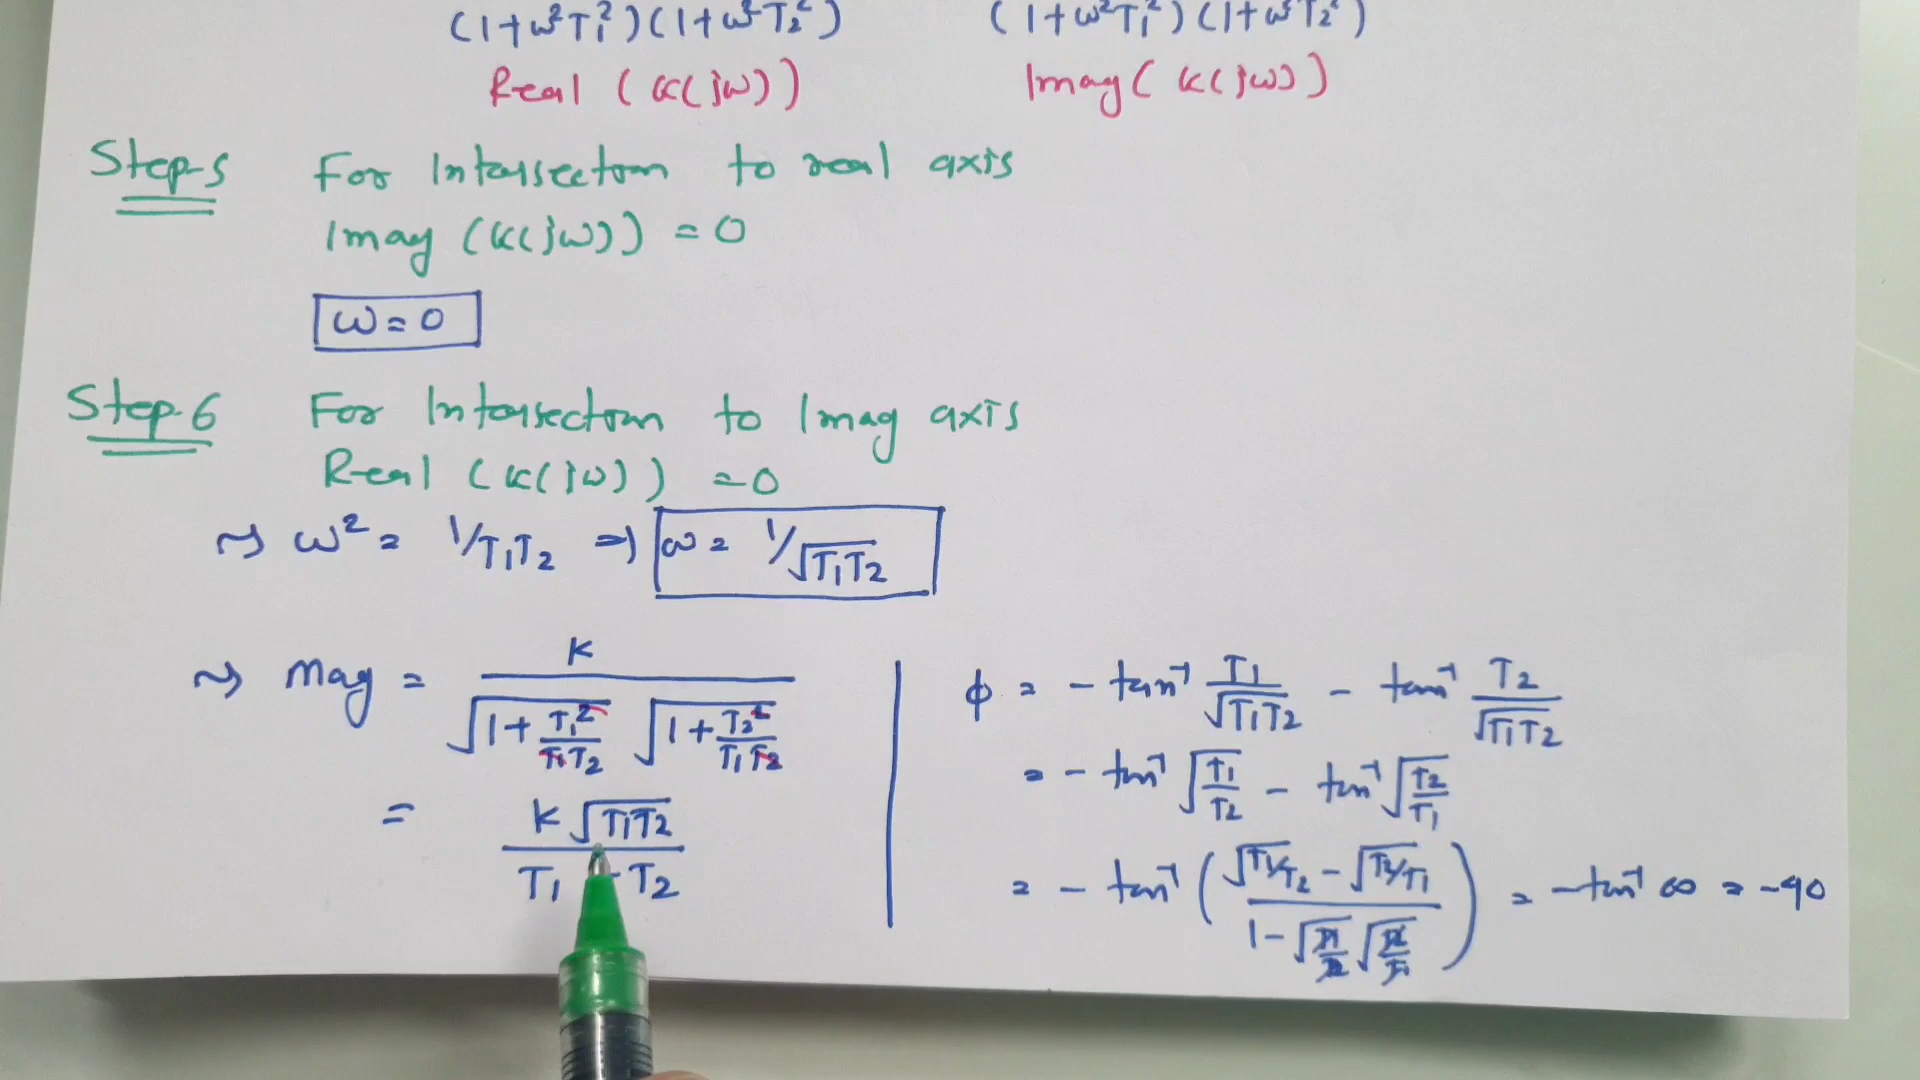 (1+ω²T₁²)(1+ω²T₂²) (1+ω²T₁²)(1+ω²T₂²)
Real (K(jω)) Imag(K(jω))
Step-5 For Intersection to real axis
Imag (K(jω)) = 0
ω = 0
Step-6 For Intersection to Imag axis
Real (K(jω)) = 0
⇝ ω² = 1/T₁T₂ ⇒ ω = 1/√T₁T₂
⇝ Mag = K / √(1+T₁²/T₁T₂) √(1+T₂²/T₁T₂)
= K√T₁T₂ / T₁ T₂
ϕ = - tan⁻¹ T₁/√T₁T₂ - tan⁻¹ T₂/√T₁T₂
= - tan⁻¹ √(T₁/T₂) - tan⁻¹ √(T₂/T₁)
= - tan⁻¹ ( (√T₁/T₂ - √T₂/T₁) / (1-√(T₁/T₂) √(T₂/T₁)) ) = -tan⁻¹ ∞ = -90